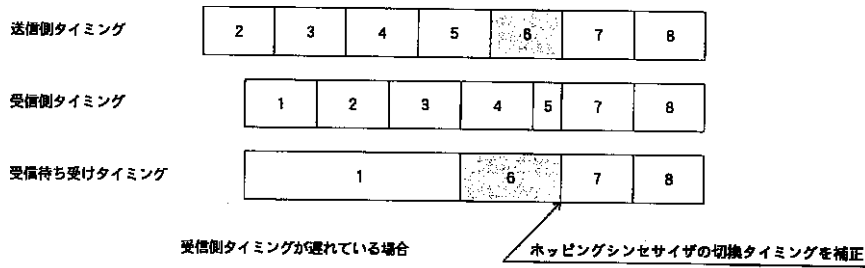 送信側タイミング 2 3 4 5 6 7 8
受信側タイミング 1 2 3 4 5 7 8
受信待ち受けタイミング 1 6 7 8
受信側タイミングが遅れている場合
ホッピングシンセサイザの切換タイミングを補正